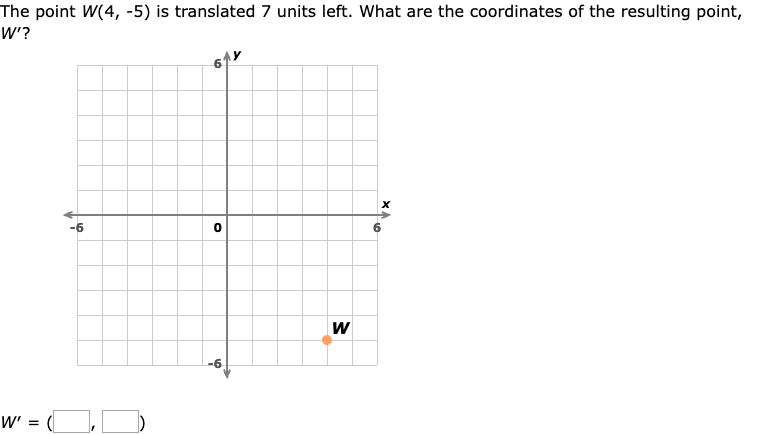 The point W(4, -5) is translated 7 units left. What are the coordinates of the resulting point,
W'?
6 y
x
-6 0 6
W
-6
W' = ( , )